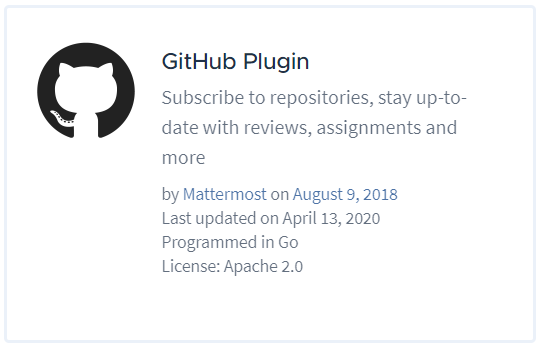 GitHub Plugin
Subscribe to repositories, stay up-to-
date with reviews, assignments and
more
by Mattermost on August 9, 2018
Last updated on April 13, 2020
Programmed in Go
License: Apache 2.0